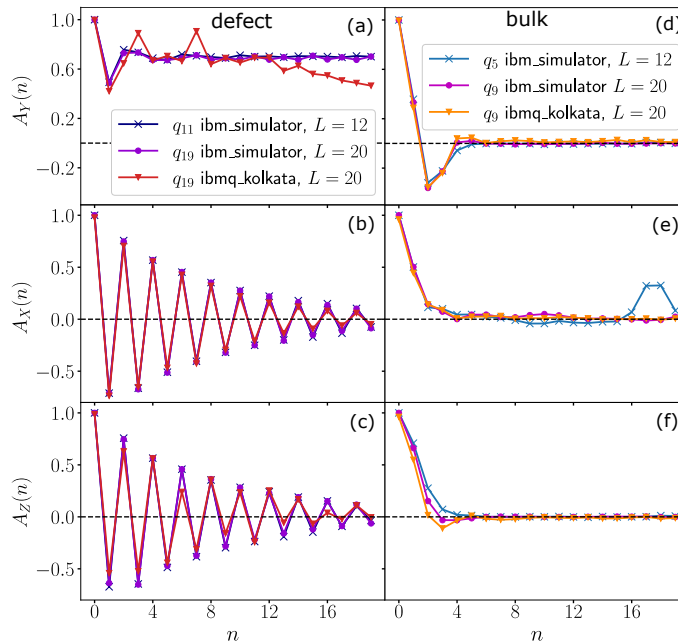 defect
bulk
(a)
(d)
1.0
0.6
0.2
−0.2
A_Y(n)
q_11 ibm_simulator, L = 12
q_19 ibm_simulator, L = 20
q_19 ibmq_kolkata, L = 20
q_5 ibm_simulator, L = 12
q_9 ibm_simulator, L = 20
q_9 ibmq_kolkata, L = 20
(b)
(e)
1.0
0.5
0.0
−0.5
A_X(n)
(c)
(f)
1.0
0.5
0.0
−0.5
A_Z(n)
0 4 8 12 16
0 4 8 12 16
n
n